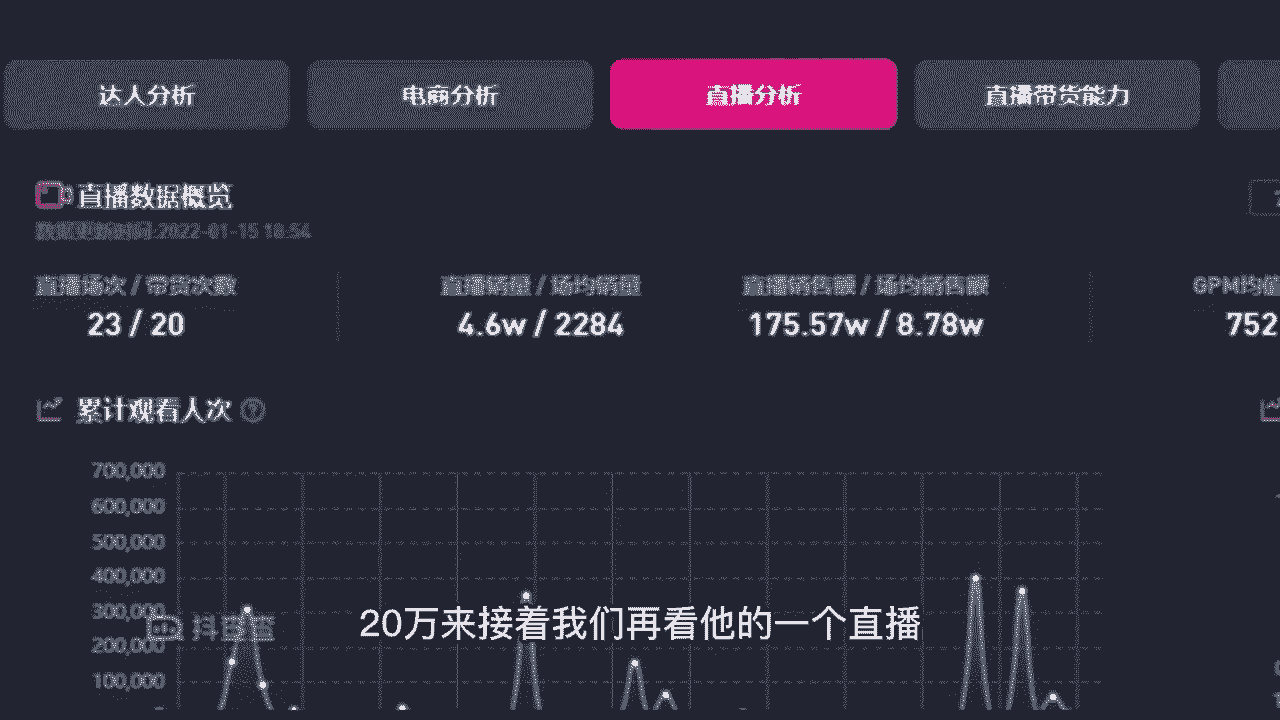 达人分析
电商分析
直播分析
直播带货能力
直播数据概览
数据更新时间:2022-01-15 18:54
直播场次 / 带货次数
23 / 20
直播销量 / 场均销量
4.6w / 2284
直播销售额 / 场均销售额
175.57w / 8.78w
GPM均值
752
累计观看人次
700,000
600,000
500,000
400,000
300,000
200,000
100,000
20万来接着我们再看他的一个直播